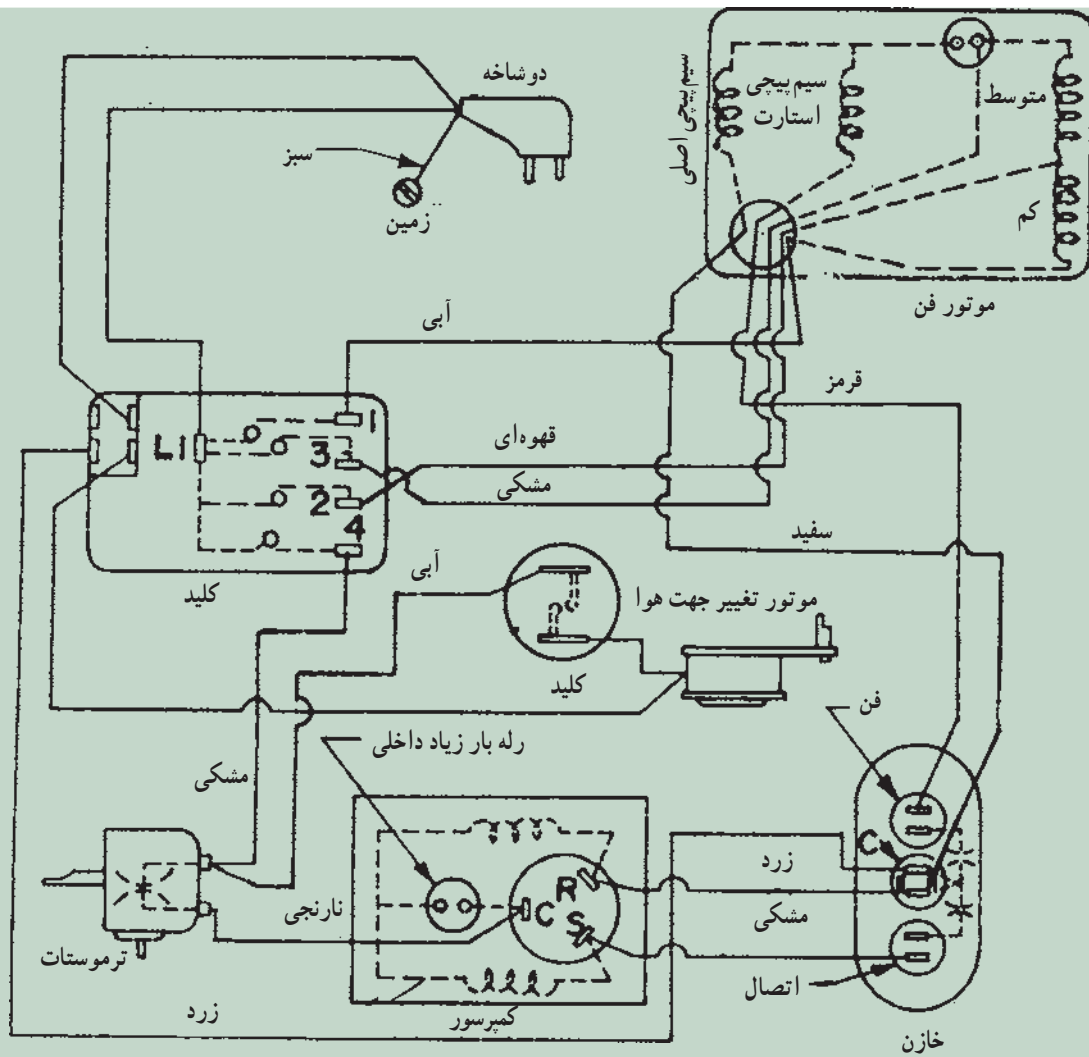 دوشاخه
سبز
زمین
سیم‌پیچی اصلی
سیم‌پیچی
استارت
متوسط
کم
موتور فن
آبی
قرمز
L1
1
3
2
4
قهوه‌ای
مشکی
سفید
کلید
آبی
موتور تغییر جهت هوا
کلید
فن
رله بار زیاد داخلی
مشکی
C
زرد
R
C
S
مشکی
نارنجی
ترموستات
اتصال
زرد
کمپرسور
خازن